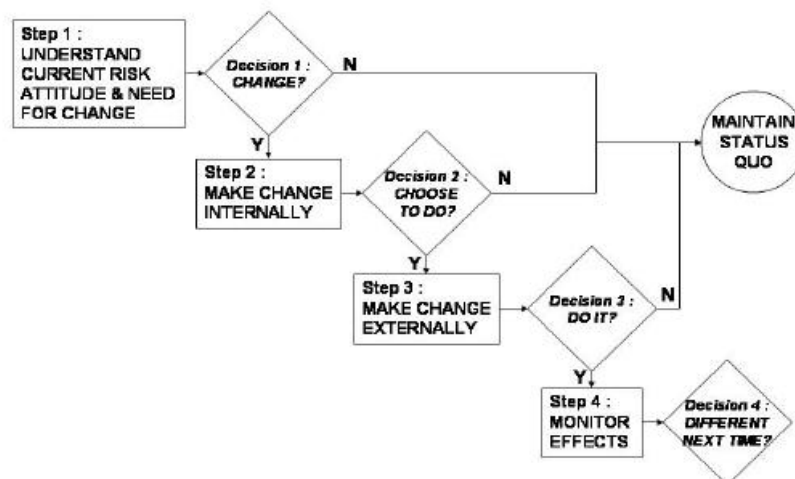 Step 1 :
UNDERSTAND
CURRENT RISK
ATTITUDE & NEED
FOR CHANGE
Decision 1 :
CHANGE?
N
Y
MAINTAIN
STATUS
QUO
Step 2 :
MAKE CHANGE
INTERNALLY
Decision 2 :
CHOOSE
TO DO?
N
Y
Step 3 :
MAKE CHANGE
EXTERNALLY
Decision 3 :
DO IT?
N
Y
Step 4 :
MONITOR
EFFECTS
Decision 4 :
DIFFERENT
NEXT TIME?